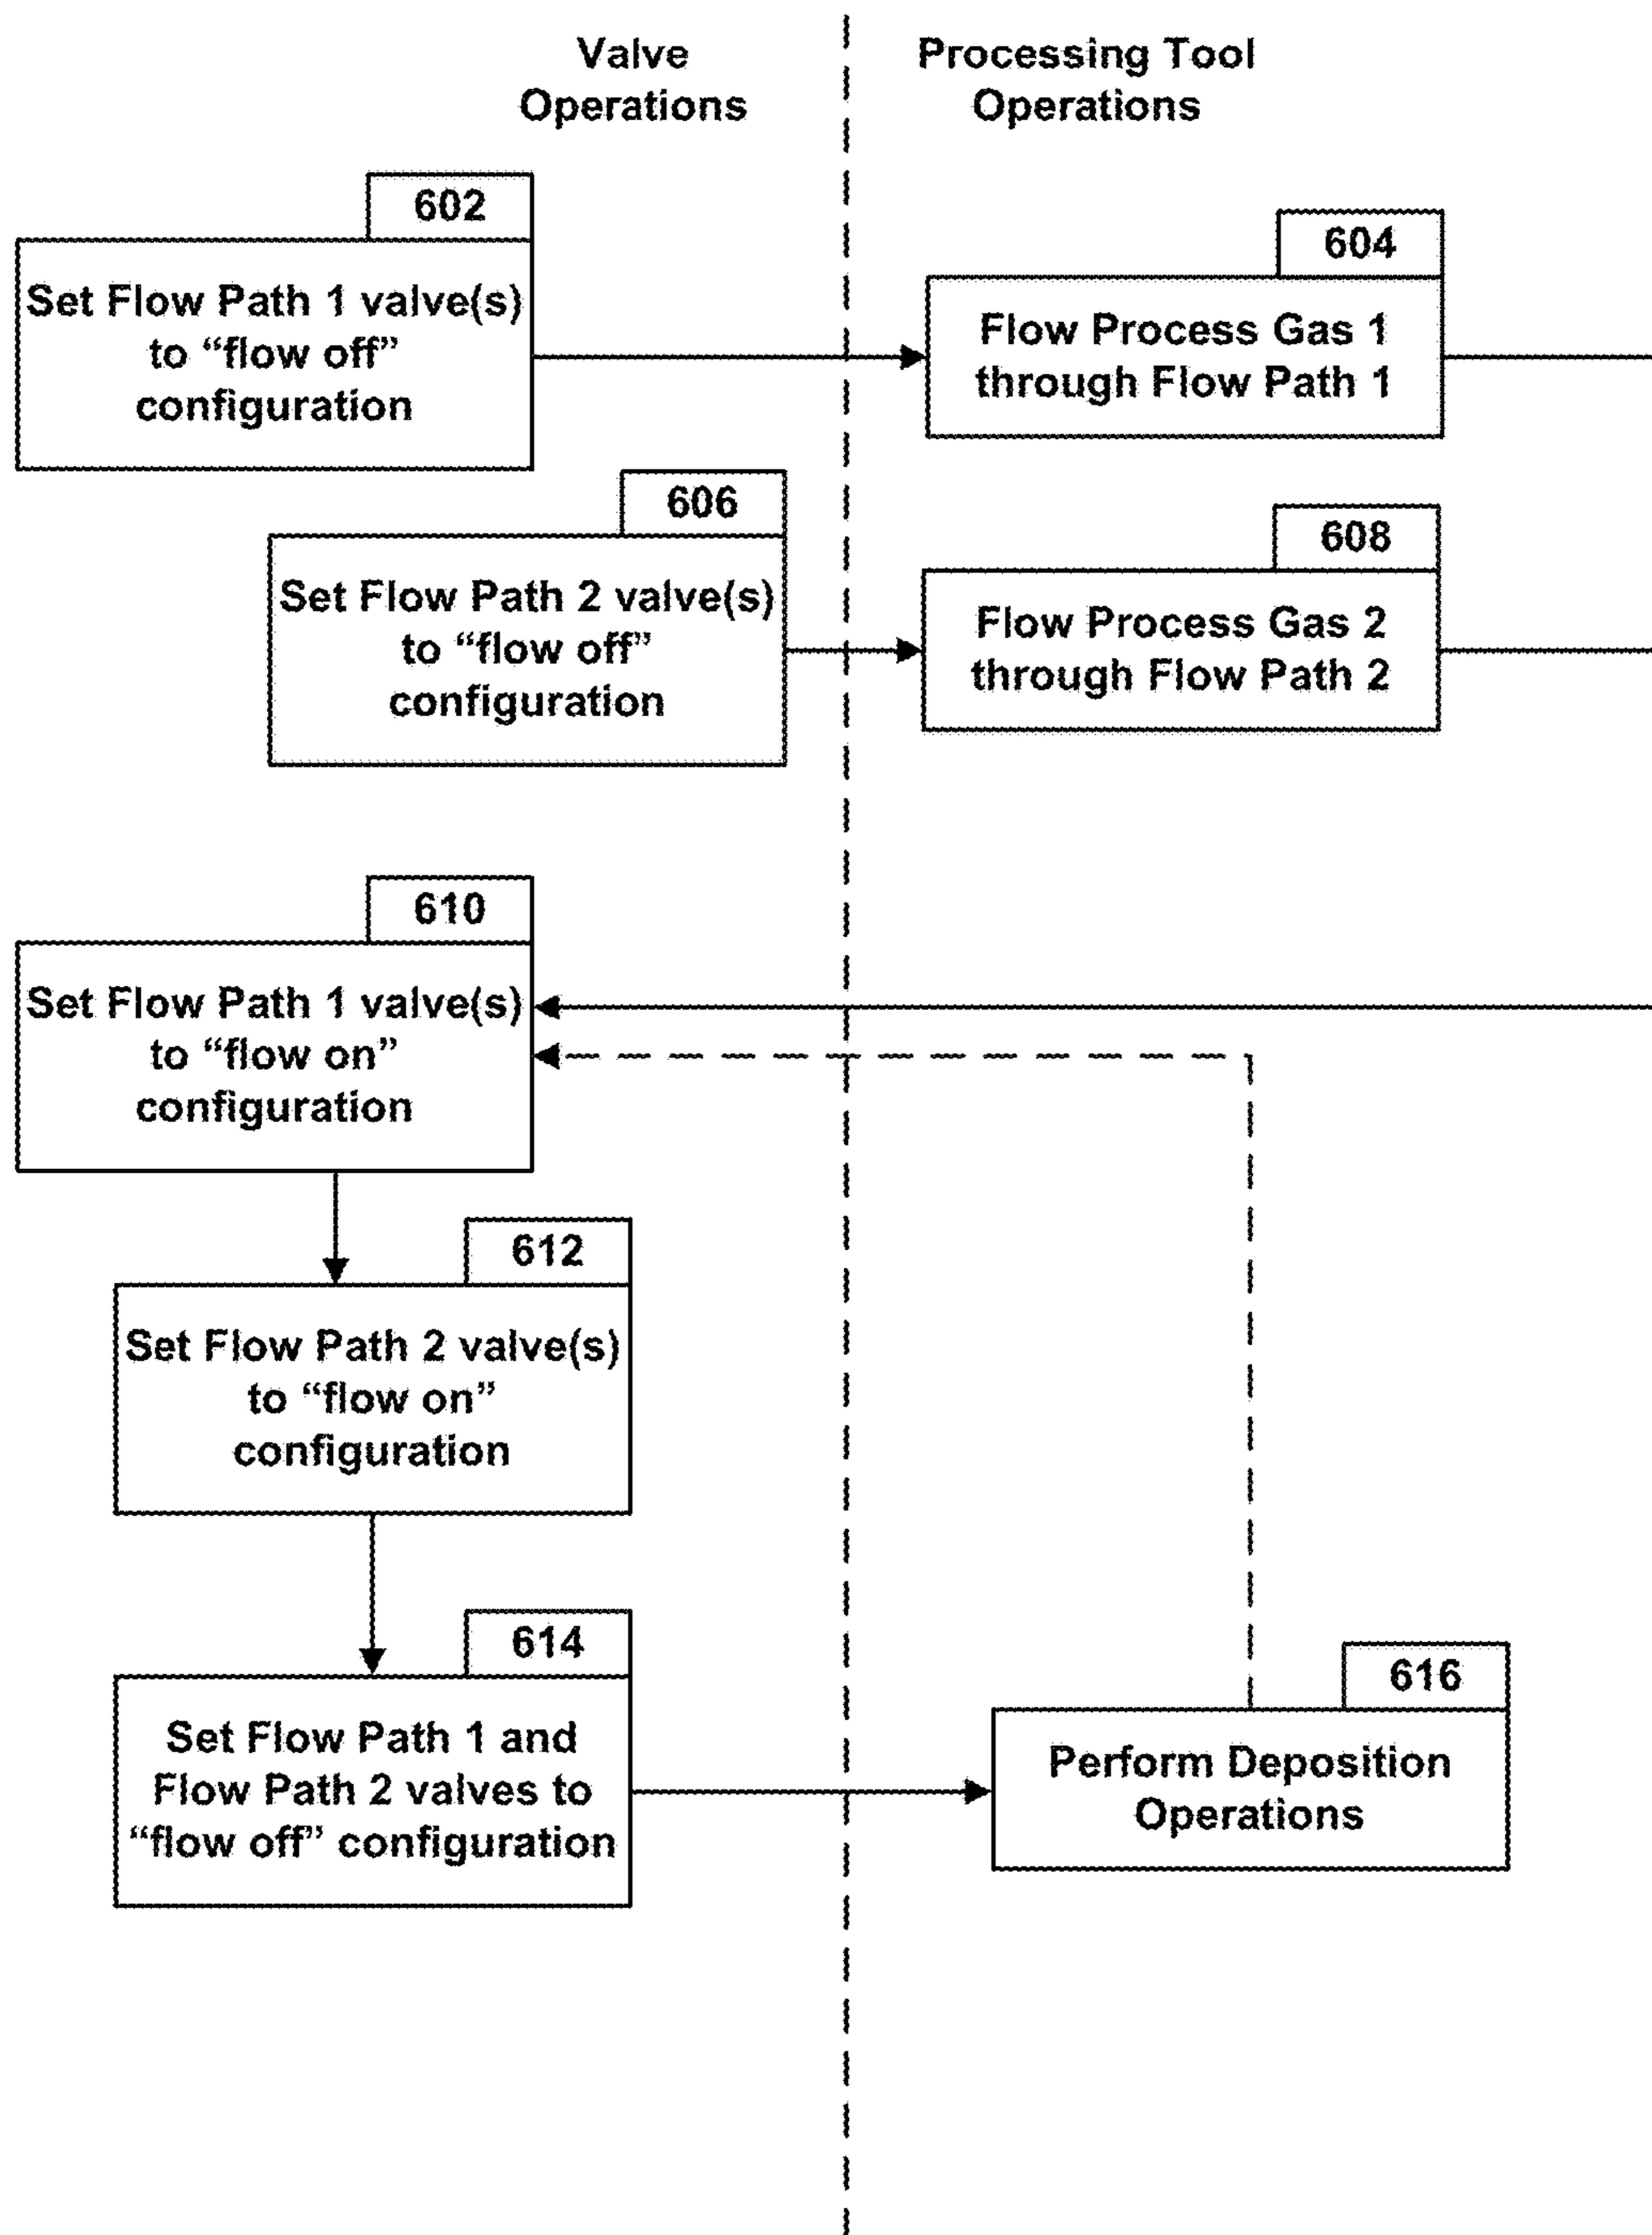 Valve
Operations
Processing Tool
Operations
602
Set Flow Path 1 valve(s)
to “flow off”
configuration
604
Flow Process Gas 1
through Flow Path 1
606
Set Flow Path 2 valve(s)
to “flow off”
configuration
608
Flow Process Gas 2
through Flow Path 2
610
Set Flow Path 1 valve(s)
to “flow on”
configuration
612
Set Flow Path 2 valve(s)
to “flow on”
configuration
614
Set Flow Path 1 and
Flow Path 2 valves to
“flow off” configuration
616
Perform Deposition
Operations